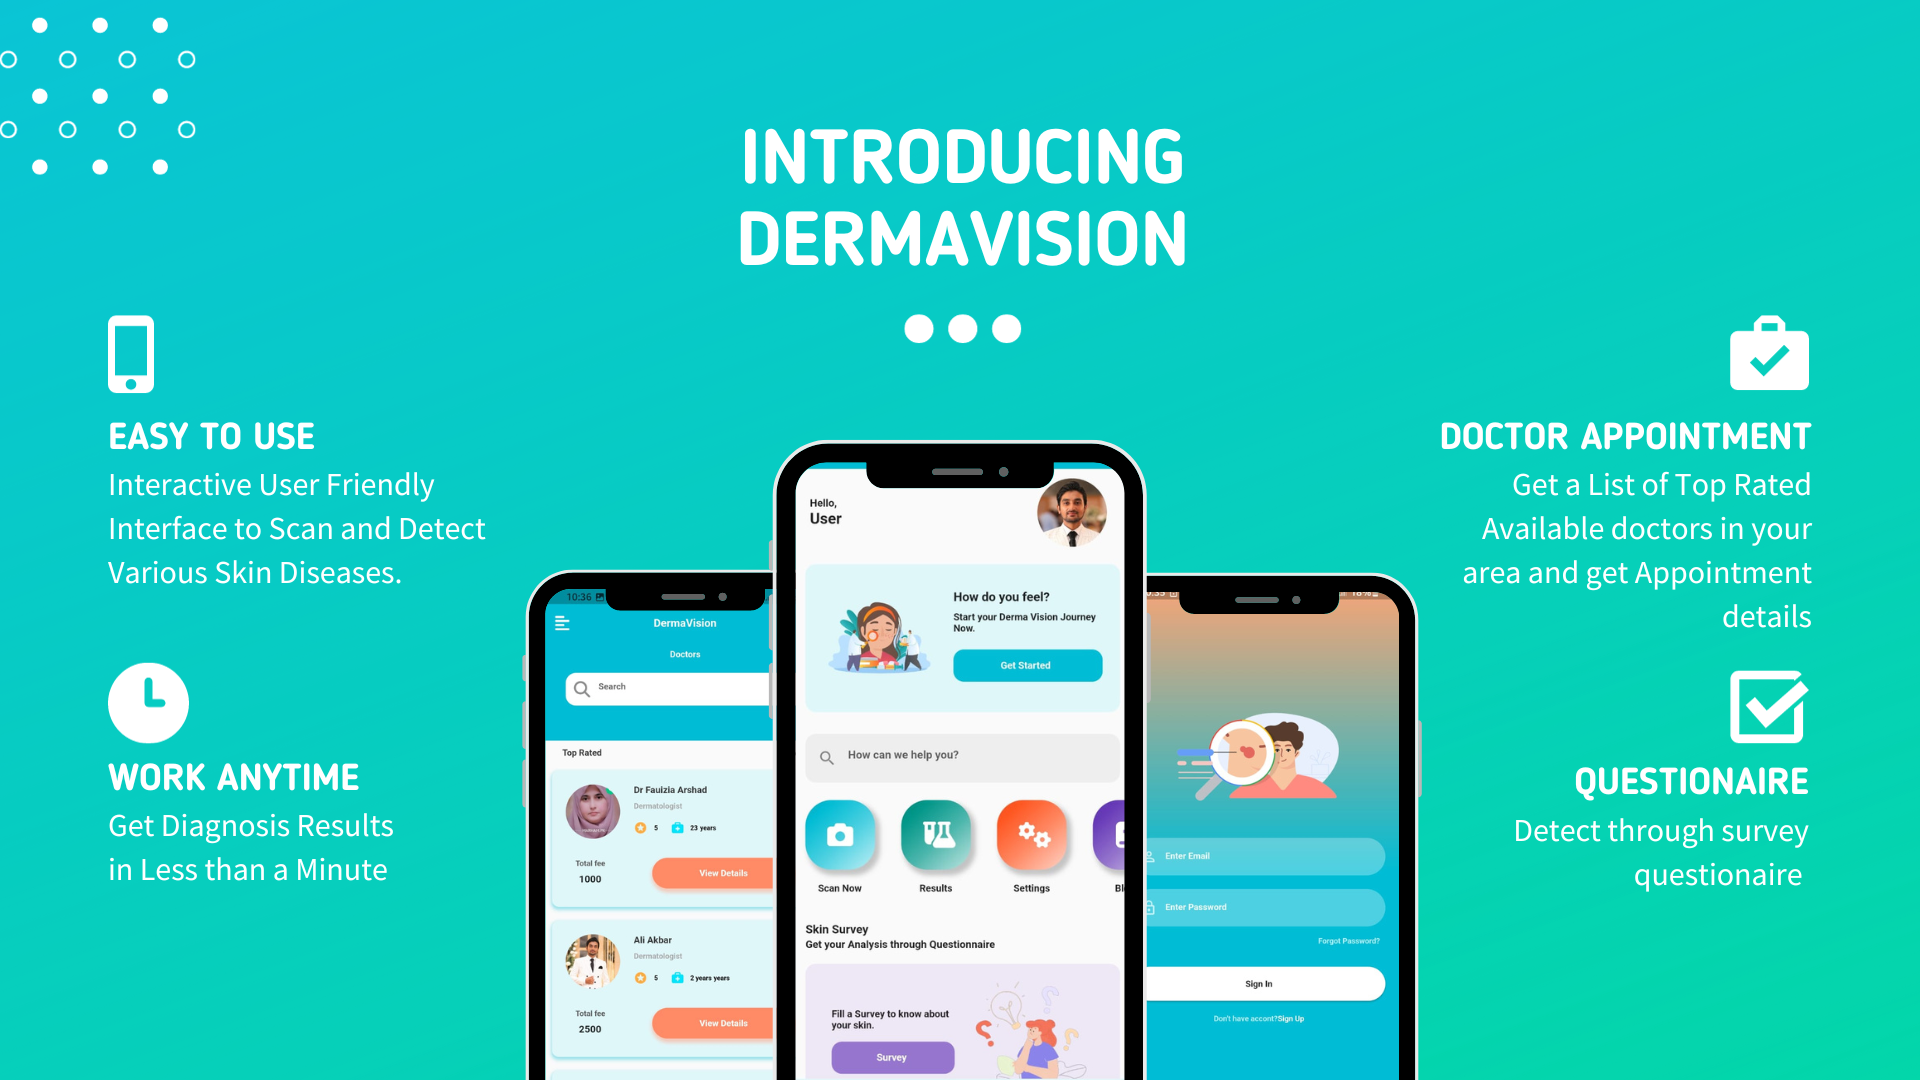 INTRODUCING
DERMAVISION
EASY TO USE
Interactive User Friendly
Interface to Scan and Detect
Various Skin Diseases.
WORK ANYTIME
Get Diagnosis Results
in Less than a Minute
DOCTOR APPOINTMENT
Get a List of Top Rated
Available doctors in your
area and get Appointment
details
QUESTIONAIRE
Detect through survey
questionaire
10:36
DermaVision
Doctors
Search
Top Rated
Dr Fauizia Arshad
Dermatologist
5 23 years
Total fee
1000
View Details
Ali Akbar
Dermatologist
5 2 years years
Total fee
2500
View Details
Hello,
User
How do you feel?
Start your Derma Vision Journey
Now.
Get Started
How can we help you?
Scan Now
Results
Settings
Skin Survey
Get your Analysis through Questionnaire
Fill a Survey to know about
your skin.
Survey
Enter Email
Enter Password
Forgot Password?
Sign In
Don't have accont?Sign Up